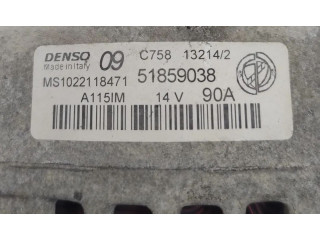 DENSO 09 C758 13214/2
Made in Italy
MS1022118471 51859038
A115IM 14 V 90A